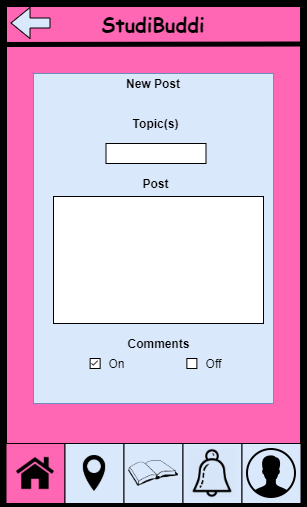 StudiBuddi
New Post
Topic(s)
Post
Comments
On Off